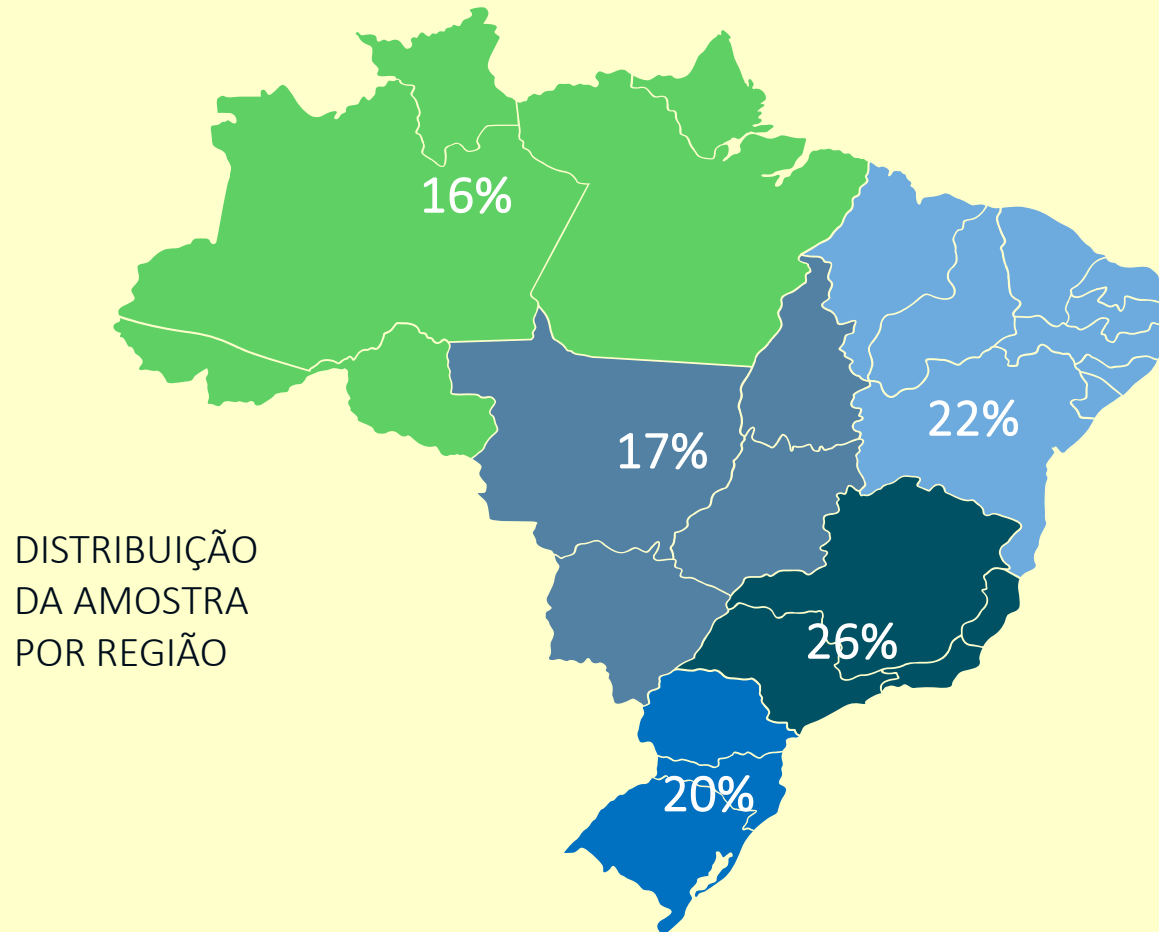 16%
22%
17%
DISTRIBUIÇÃO
DA AMOSTRA
POR REGIÃO
26%
20%